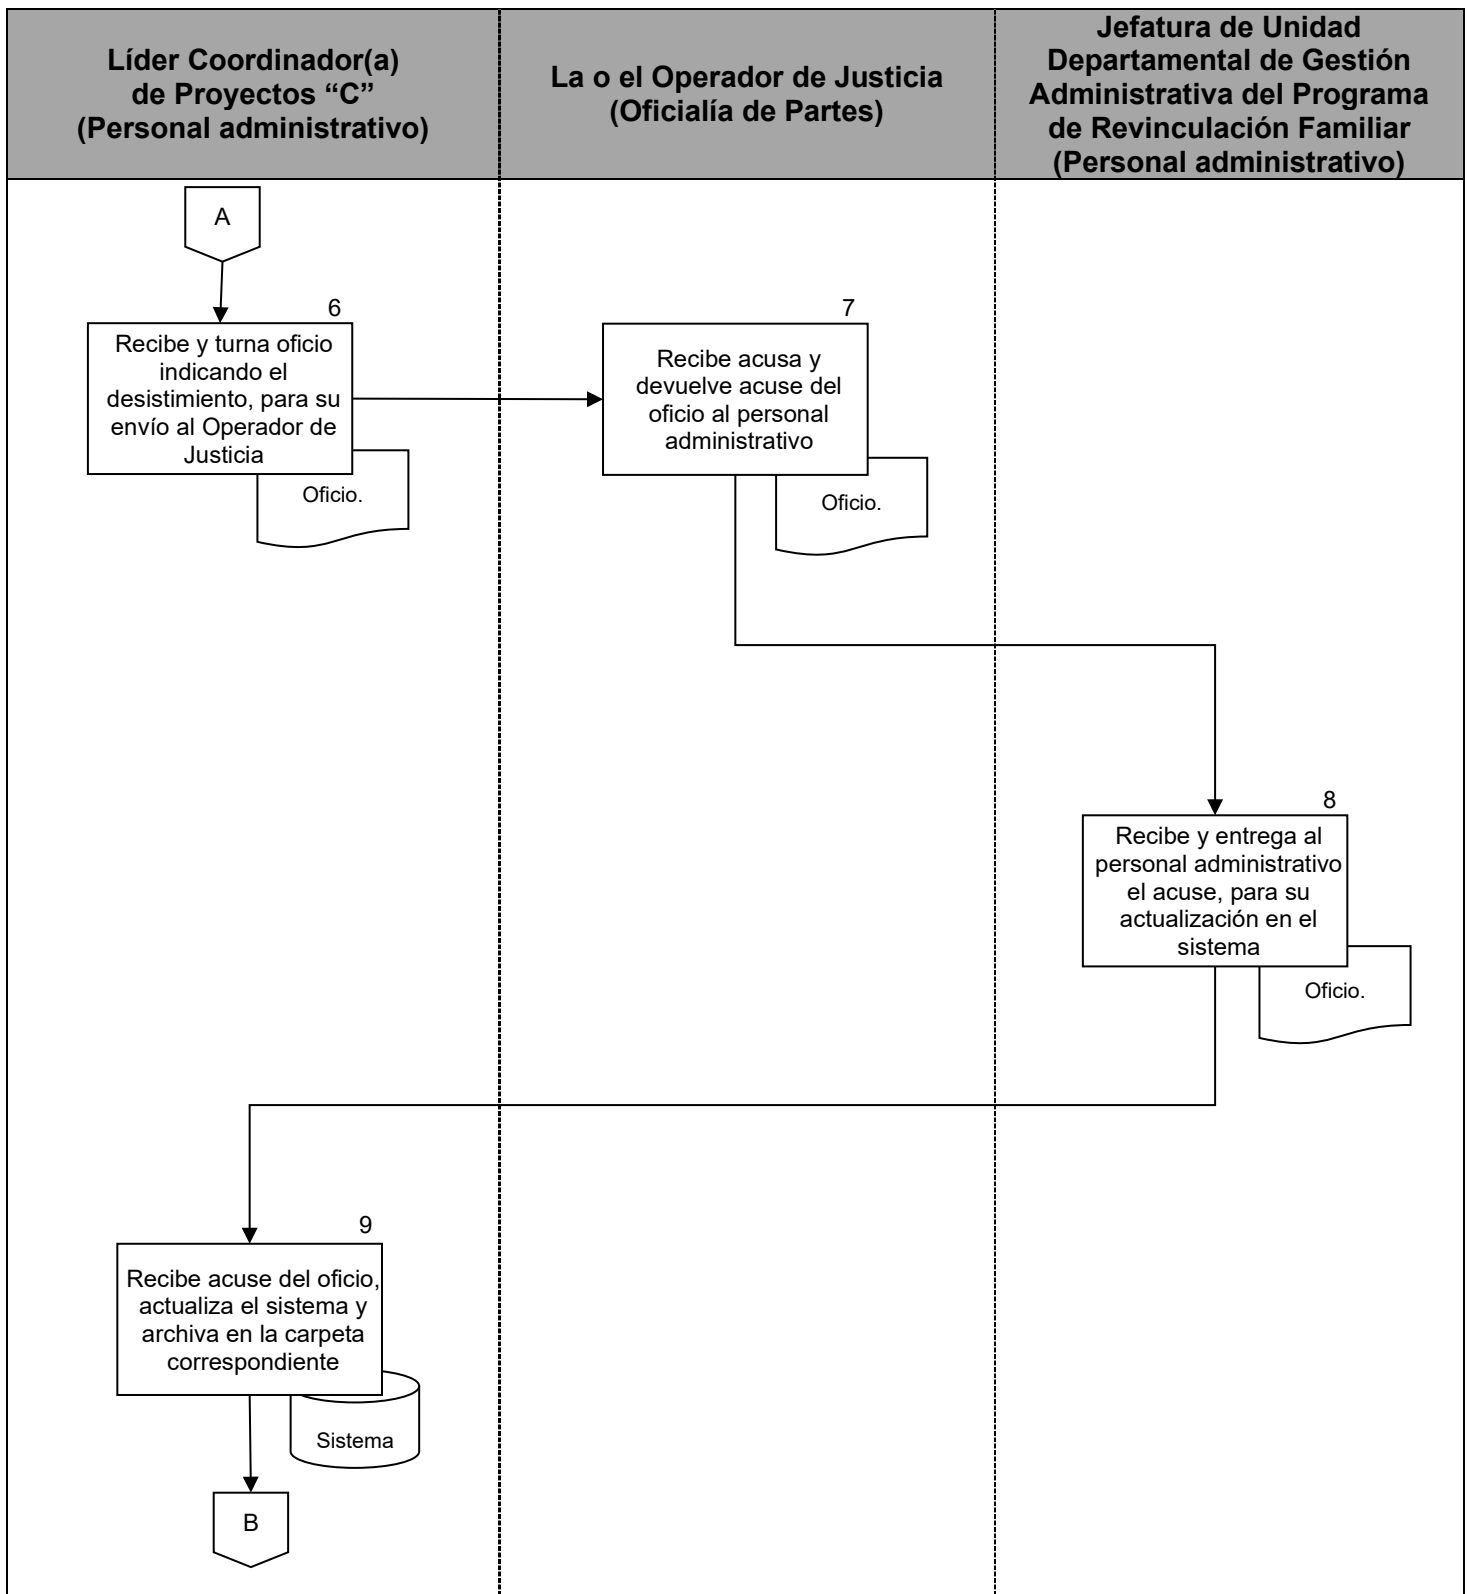 Líder Coordinador(a)
de Proyectos “C”
(Personal administrativo)
La o el Operador de Justicia
(Oficialía de Partes)
Jefatura de Unidad
Departamental de Gestión
Administrativa del Programa
de Revinculación Familiar
(Personal administrativo)
A
6
Recibe y turna oficio
indicando el
desistimiento, para su
envío al Operador de
Justicia
Oficio.
7
Recibe acusa y
devuelve acuse del
oficio al personal
administrativo
Oficio.
8
Recibe y entrega al
personal administrativo
el acuse, para su
actualización en el
sistema
Oficio.
9
Recibe acuse del oficio,
actualiza el sistema y
archiva en la carpeta
correspondiente
Sistema
B